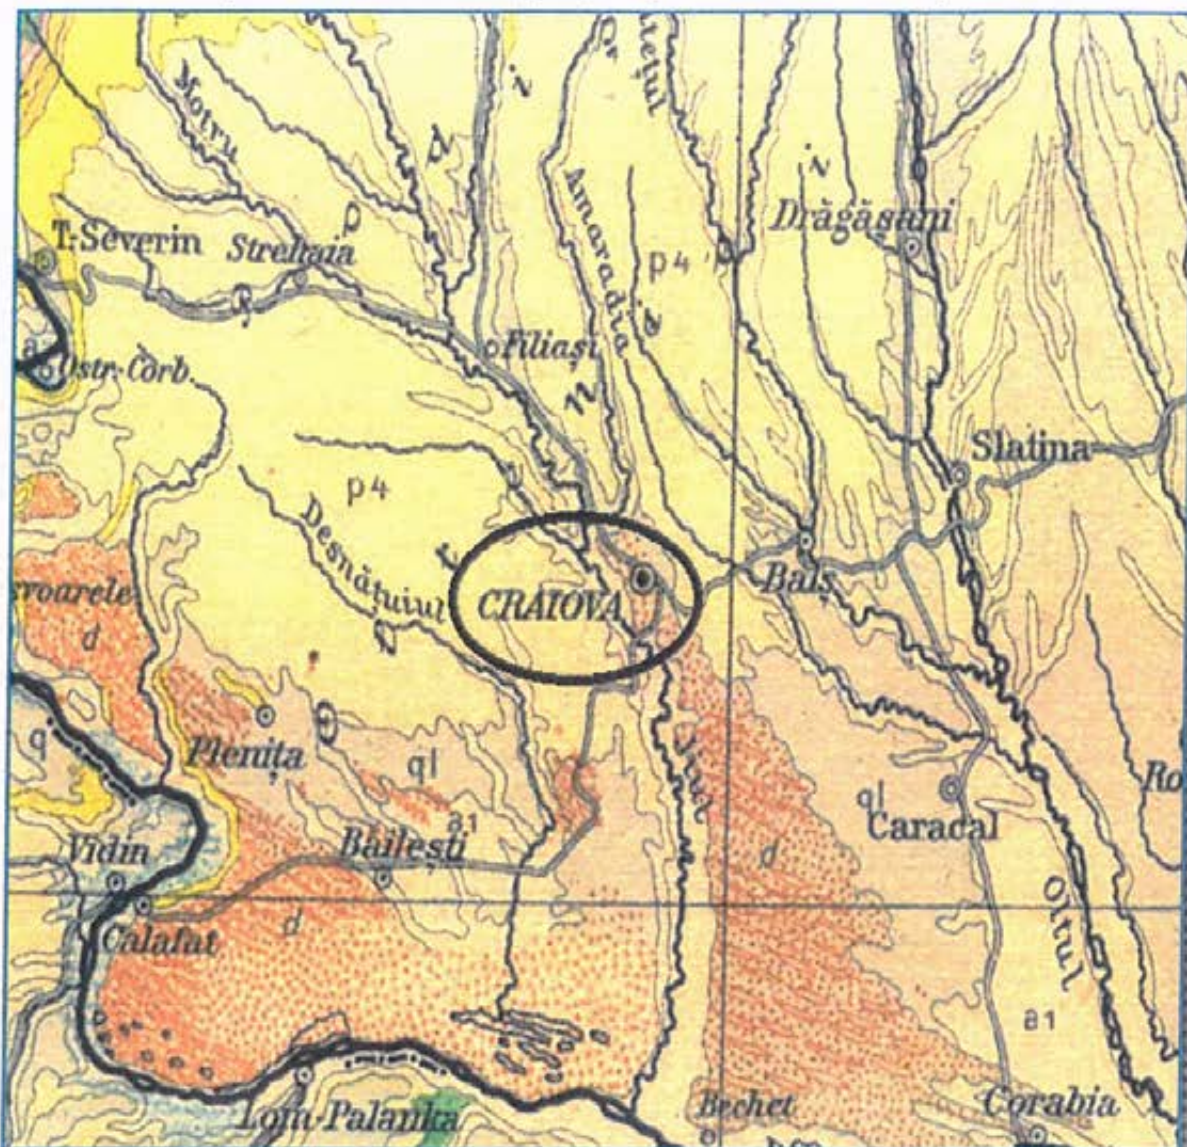 Motru
Amaradia
T.-Severin
Strehaia
Drăgășani
p4
Filiași
Ostr. Corb.
Slatina
p4
Desnățuiul
CRAIOVA
Balș
d
Plenița
ql
Jiul
q
a1
ql
Caracal
Vidin
Băilești
d
Oltul
Calafat
d
a1
Lom-Palanka
Bechet
Corabia